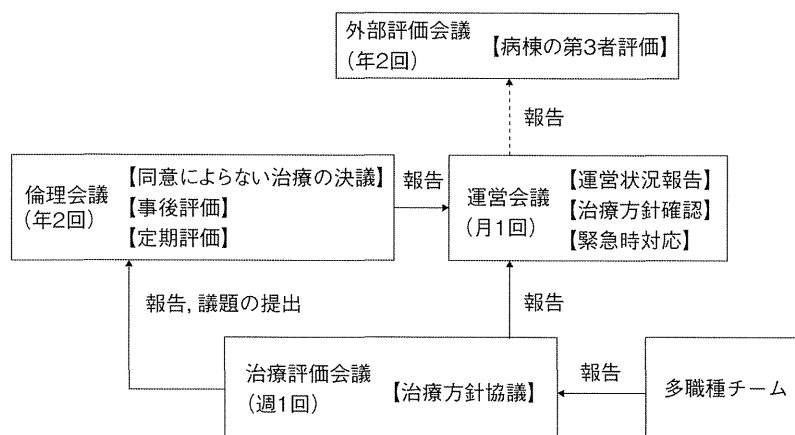 外部評価会議 【病棟の第3者評価】
(年2回)
報告
倫理会議
(年2回)
【同意によらない治療の決議】
【事後評価】
【定期評価】
報告
運営会議
(月1回)
【運営状況報告】
【治療方針確認】
【緊急時対応】
報告, 議題の提出
報告
治療評価会議
(週1回)
【治療方針協議】
報告
多職種チーム